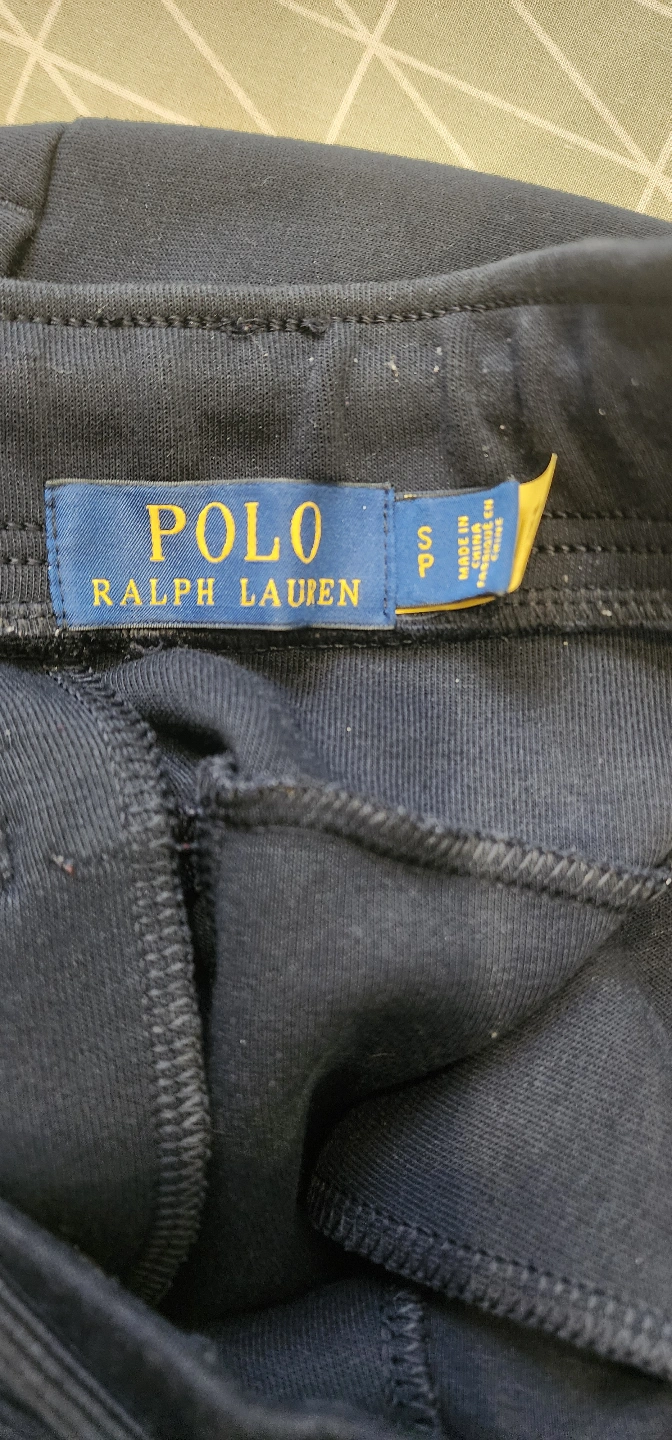 POLO
RALPH LAUREN
S
P
MADE IN
CHINA
FABRIQUÉ EN
CHINE